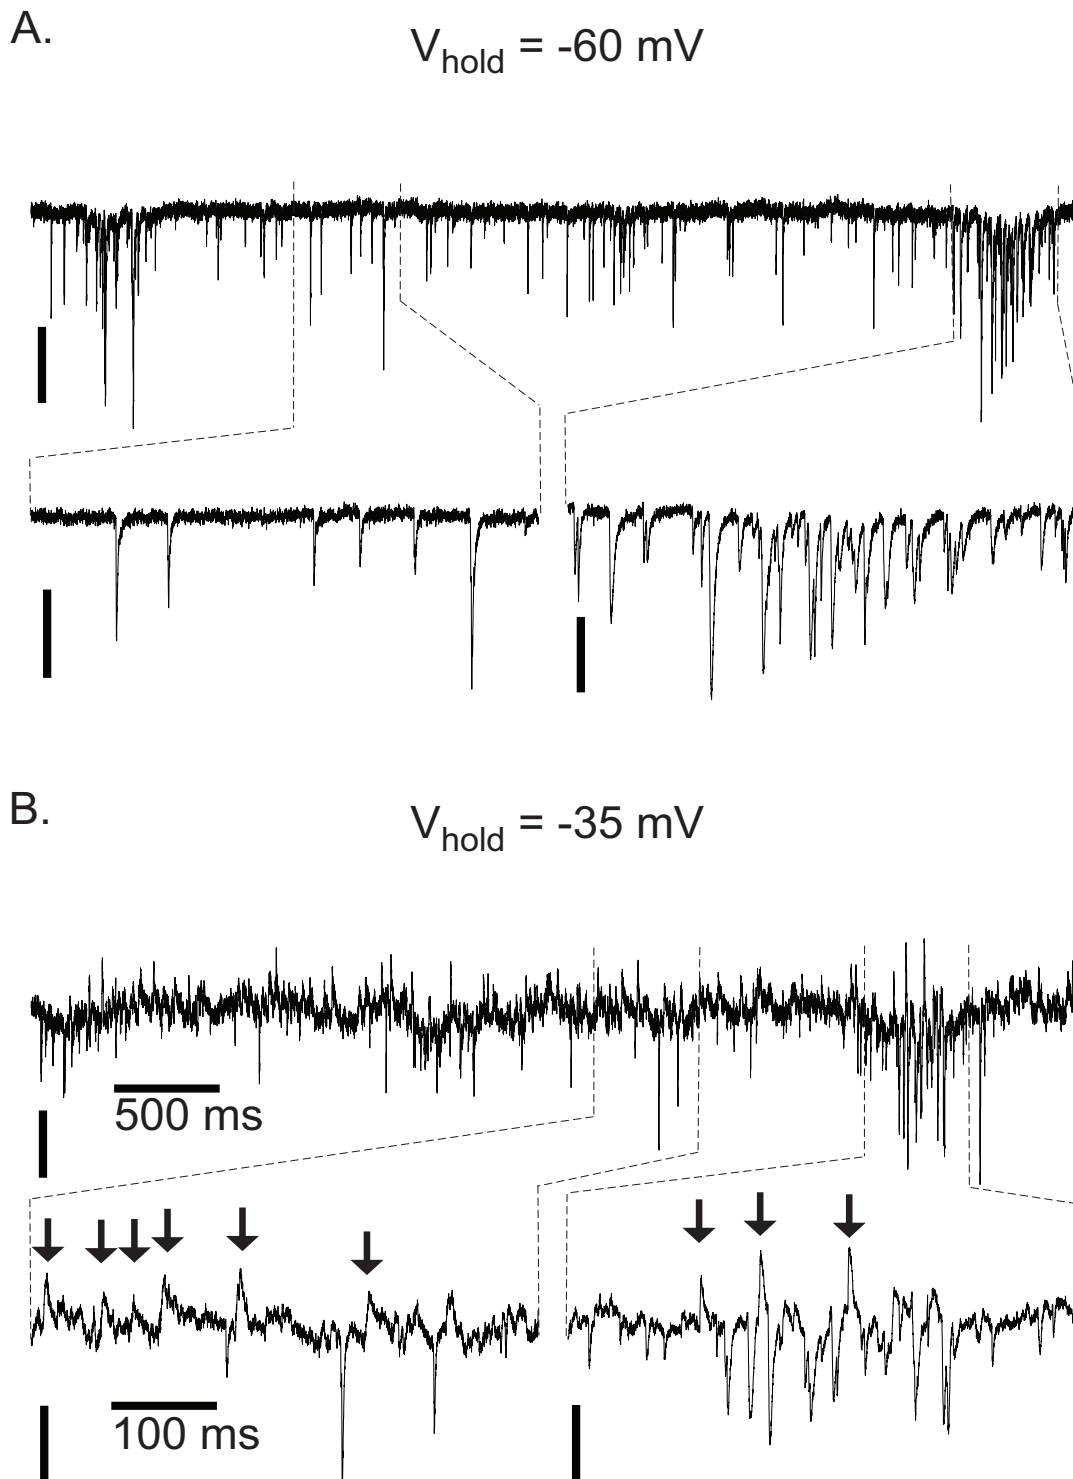 A.
V_hold = -60 mV
B.
V_hold = -35 mV
500 ms
100 ms